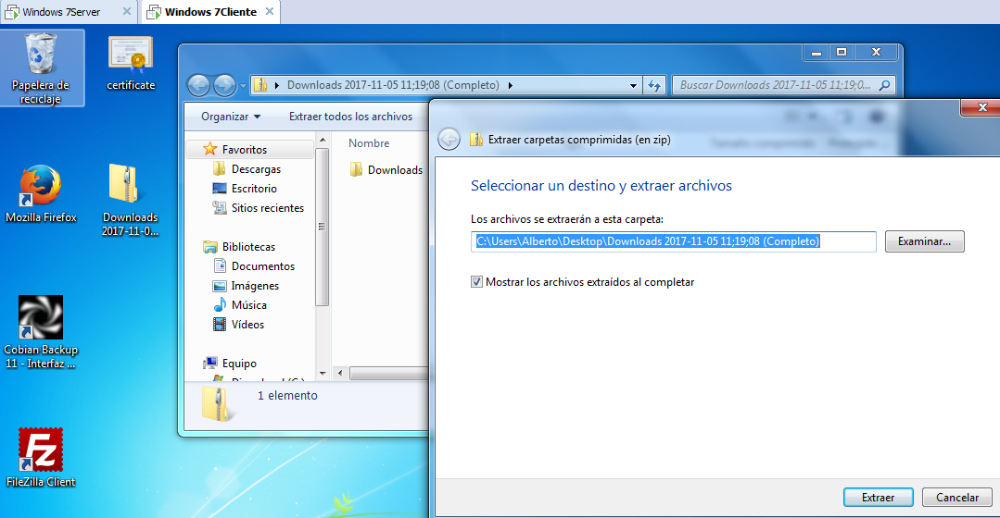 Windows 7Server
Windows 7Cliente
Papelera de
reciclaje
certificate
Mozilla Firefox
Downloads
2017-11-0...
Cobian Backup
11 - Interfaz ...
FileZilla Client
Downloads 2017-11-05 11;19;08 (Completo)
Buscar Downloads 2017-11-05 11;19;0...
Organizar
Extraer todos los archivos
Favoritos
Descargas
Escritorio
Sitios recientes
Bibliotecas
Documentos
Imágenes
Música
Vídeos
Equipo
Nombre
Downloads
1 elemento
Extraer carpetas comprimidas (en zip)
Seleccionar un destino y extraer archivos
Los archivos se extraerán a esta carpeta:
C:\Users\Alberto\Desktop\Downloads 2017-11-05 11;19;08 (Completo)
Examinar...
Mostrar los archivos extraídos al completar
Extraer
Cancelar